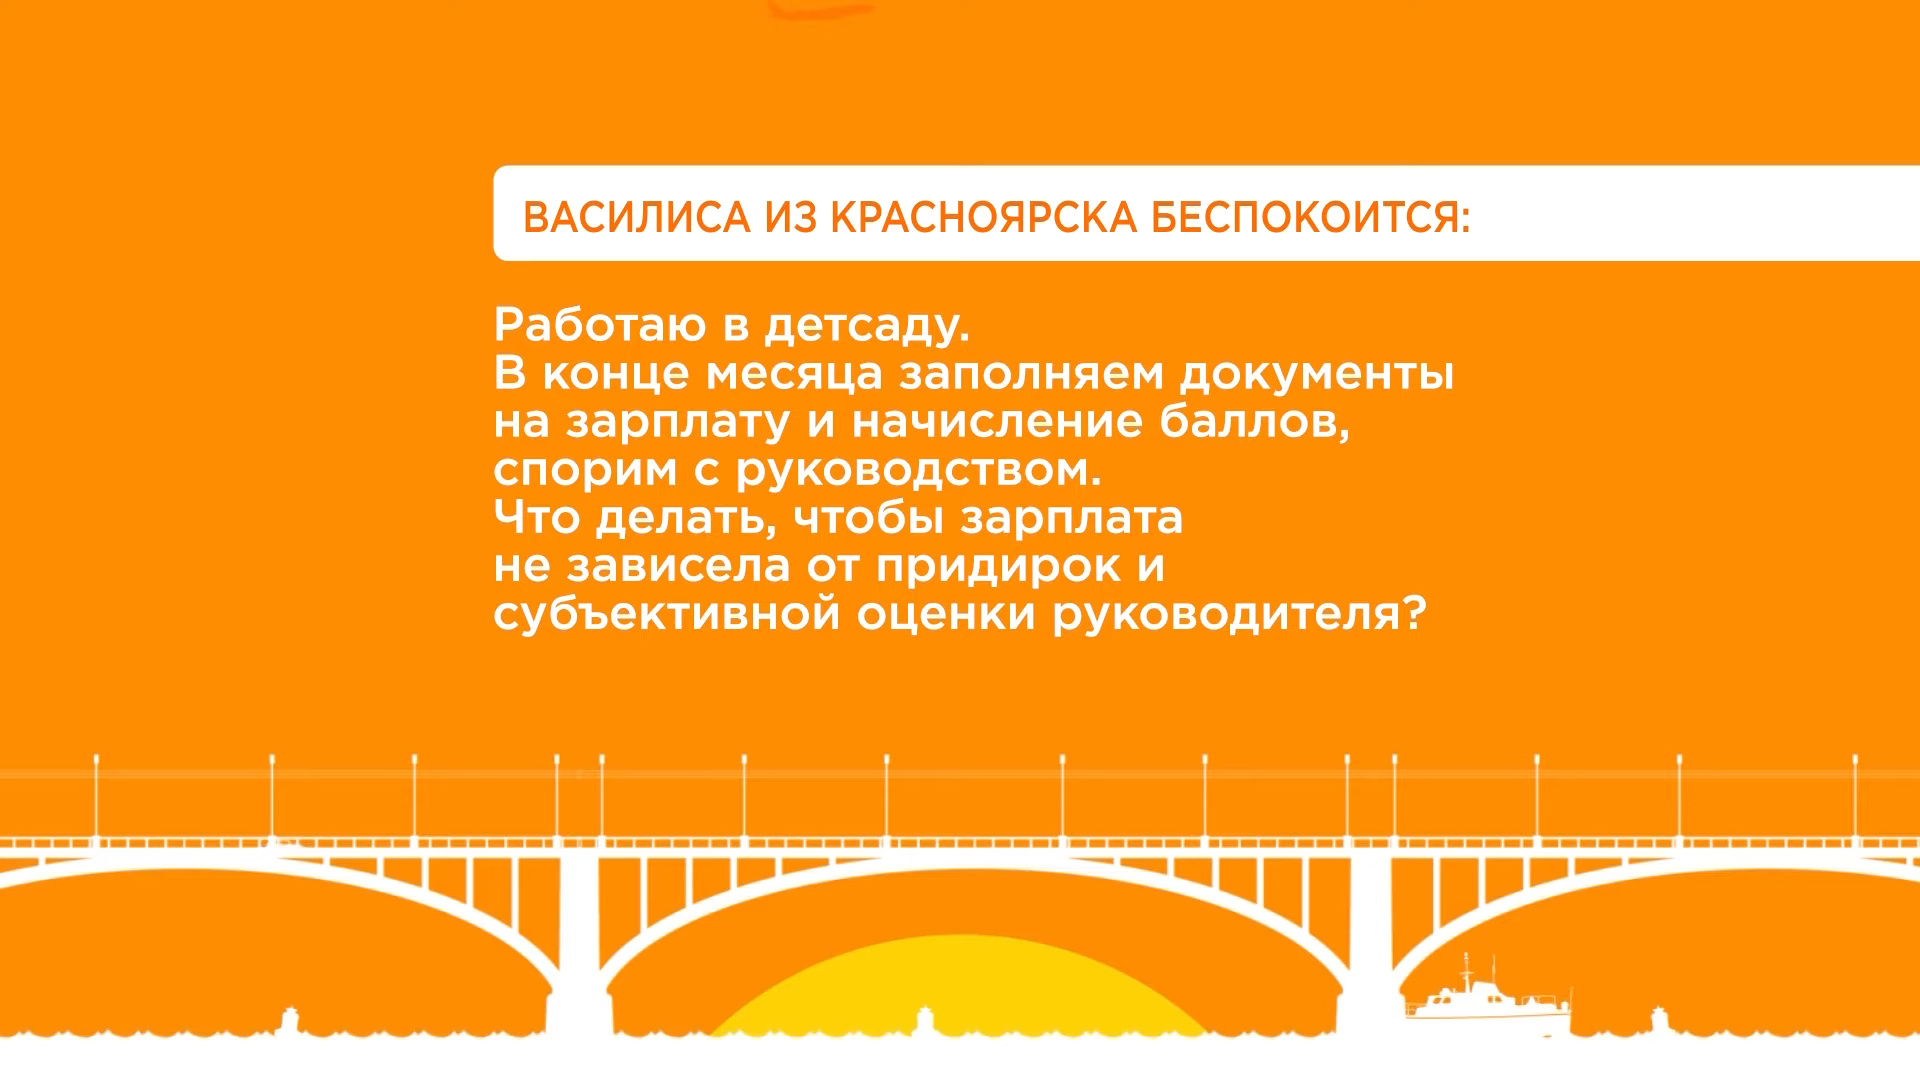 ВАСИЛИСА ИЗ КРАСНОЯРСКА БЕСПОКОИТСЯ:
Работаю в детсаду.
В конце месяца заполняем документы
на зарплату и начисление баллов,
спорим с руководством.
Что делать, чтобы зарплата
не зависела от придирок и
субъективной оценки руководителя?